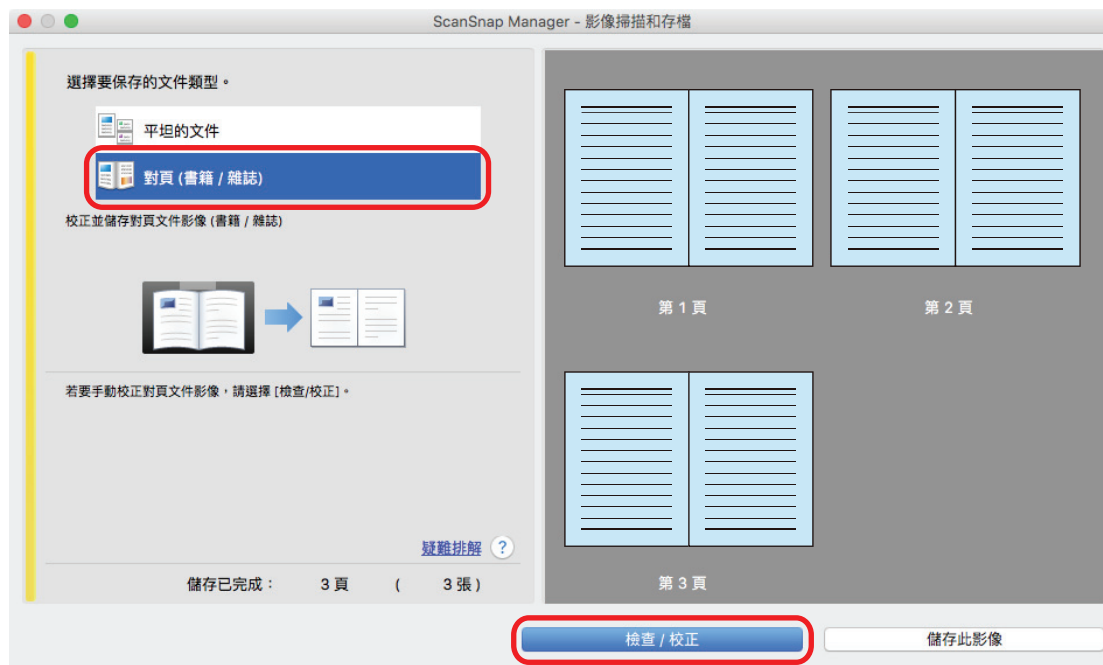 ScanSnap Manager - 影像掃描和存檔
選擇要保存的文件類型。
平坦的文件
對頁 (書籍 / 雜誌)
校正並儲存對頁文件影像 (書籍 / 雜誌)
若要手動校正對頁文件影像，請選擇 [檢查/校正]。
疑難排解 ?
儲存已完成： 3 頁 ( 3 張 )
第 1 頁
第 2 頁
第 3 頁
檢查 / 校正
儲存此影像